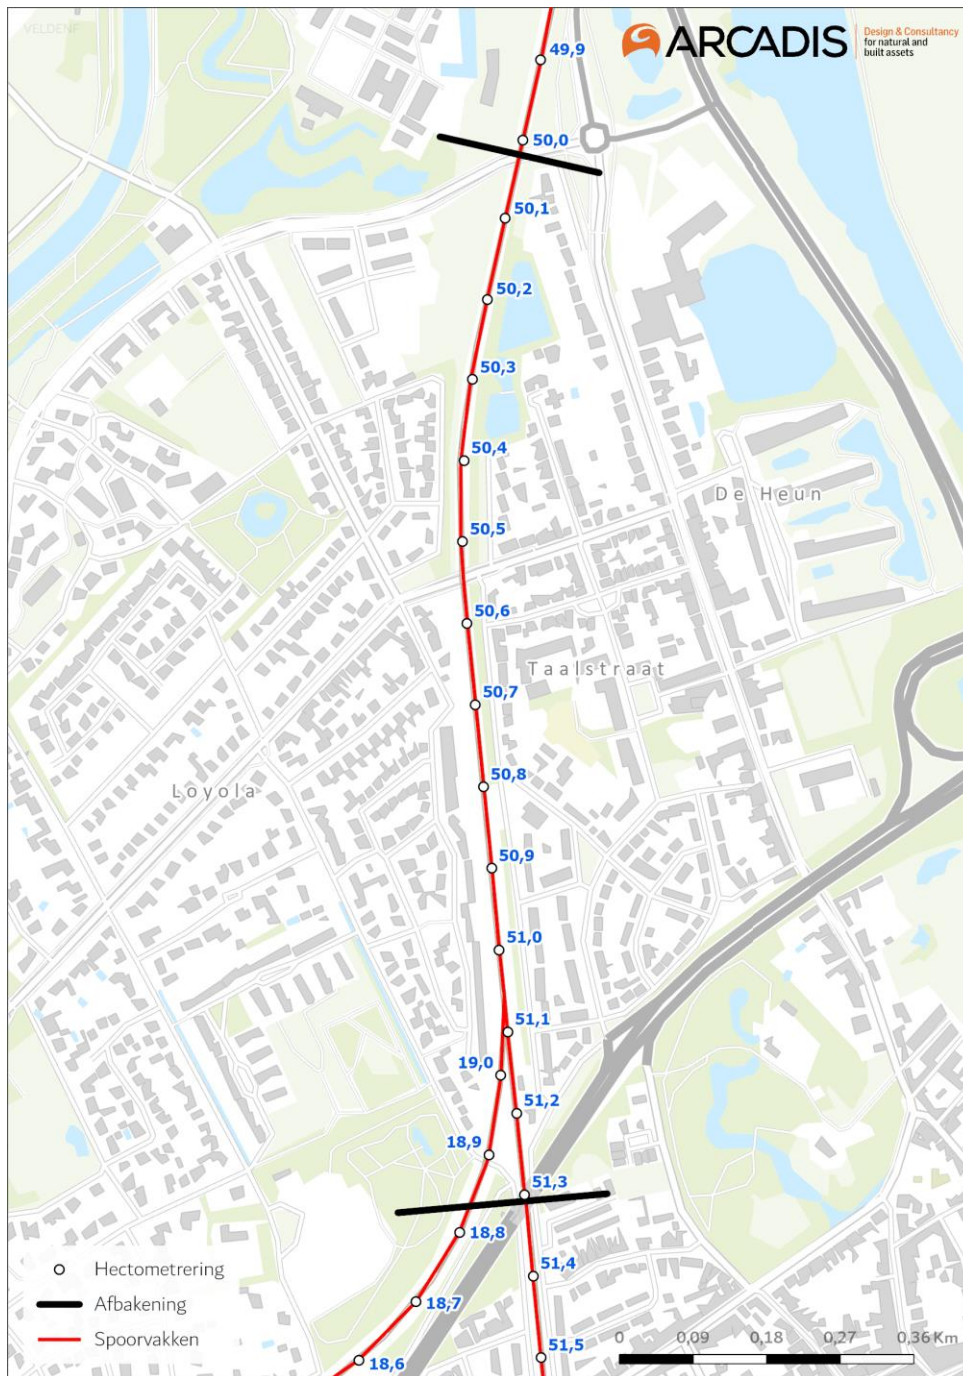 VELDENF
ARCADIS
Design & Consultancy
for natural and
built assets
49,9
50,0
50,1
50,2
50,3
50,4
De Heun
50,5
50,6
Taalstraat
50,7
50,8
Loyola
50,9
51,0
51,1
19,0
51,2
18,9
51,3
18,8
51,4
18,7
51,5
18,6
Hectometrering
Afbakening
Spoorvakken
0 0,09 0,18 0,27 0,36 Km